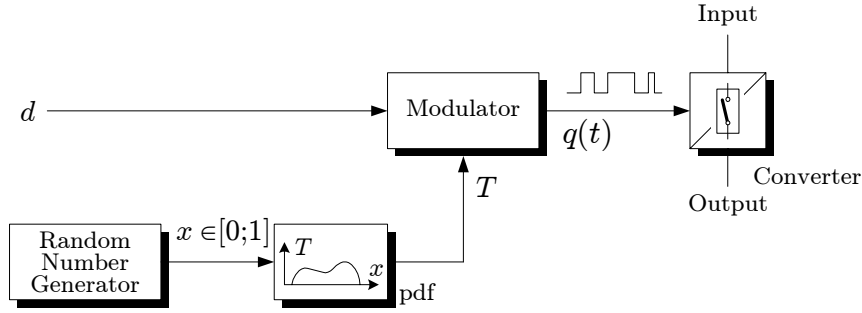 Input
d
Modulator
q(t)
Converter
Output
T
Random
Number
Generator
x ∈[0;1]
T
x
pdf